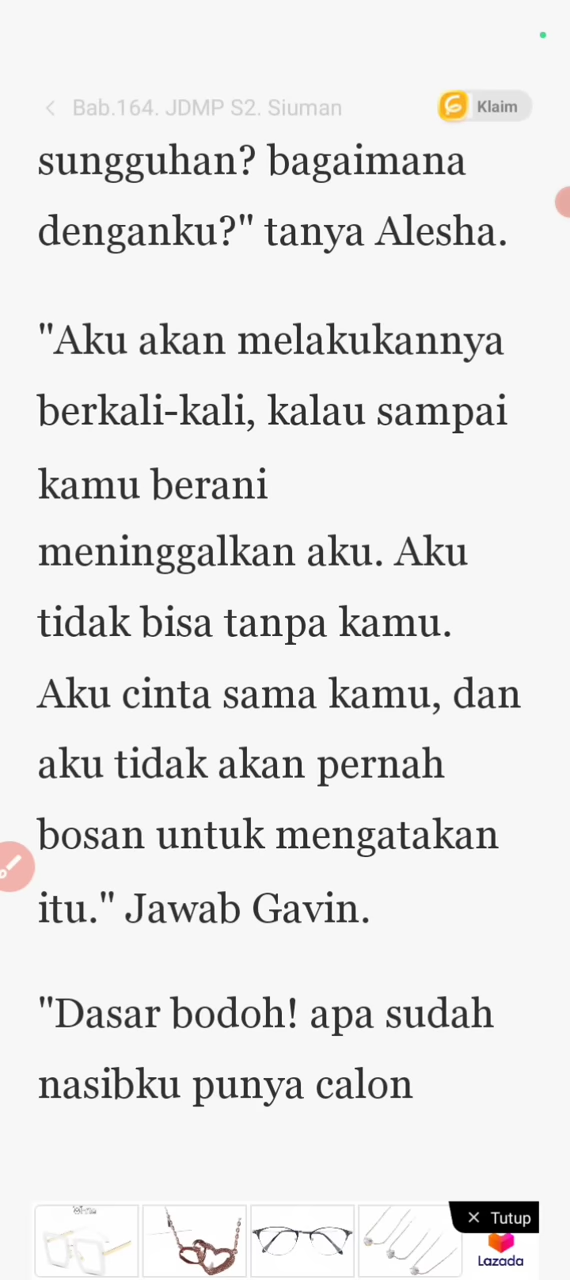 Bab.164. JDMP S2. Siuman
Klaim
sungguhan? bagaimana
denganku?" tanya Alesha.
"Aku akan melakukannya
berkali-kali, kalau sampai
kamu berani
meninggalkan aku. Aku
tidak bisa tanpa kamu.
Aku cinta sama kamu, dan
aku tidak akan pernah
bosan untuk mengatakan
itu." Jawab Gavin.
"Dasar bodoh! apa sudah
nasibku punya calon
Tutup
Lazada